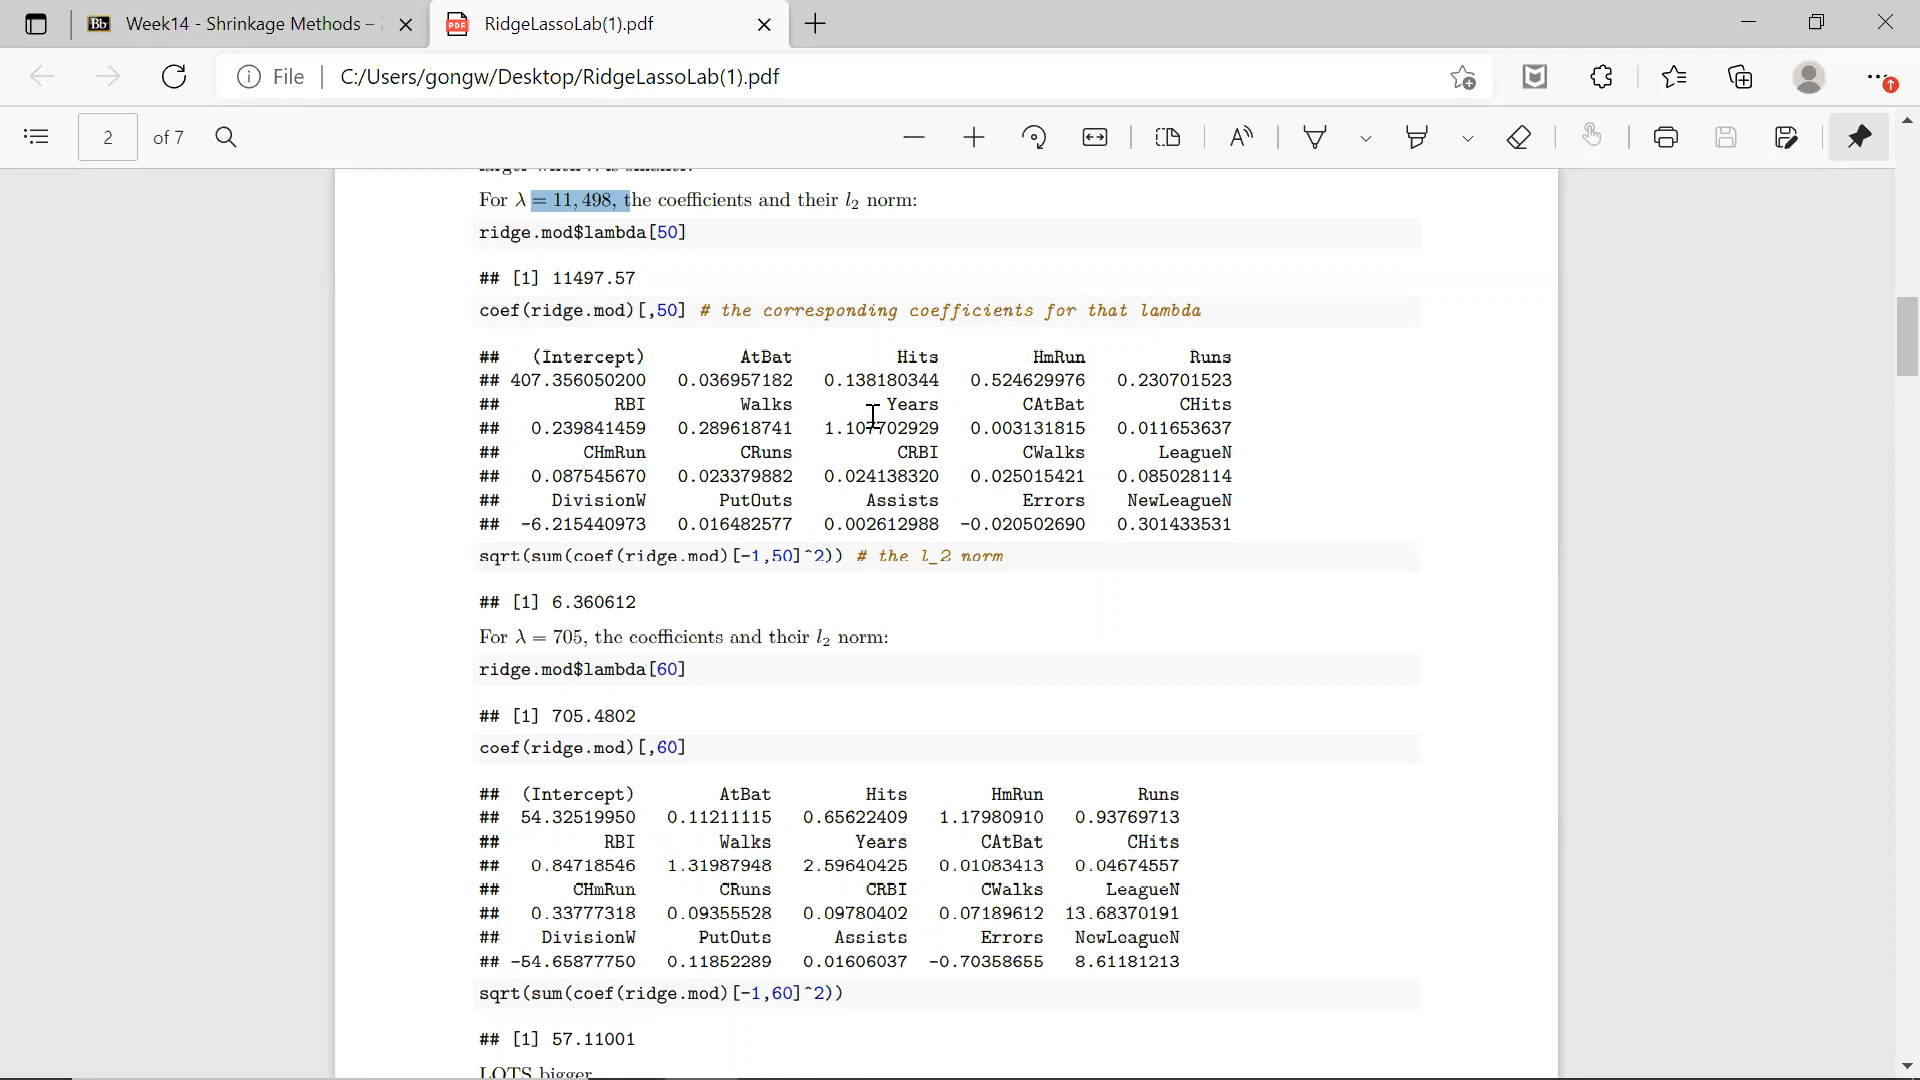 Week14 - Shrinkage Methods –
RidgeLassoLab(1).pdf
File
C:/Users/gongw/Desktop/RidgeLassoLab(1).pdf
2 of 7
For λ = 11,498, the coefficients and their l2 norm:
ridge.mod$lambda[50]
## [1] 11497.57
coef(ridge.mod)[,50] # the corresponding coefficients for that lambda
## (Intercept) AtBat Hits HmRun Runs
## 407.356050200 0.036957182 0.138180344 0.524629976 0.230701523
## RBI Walks Years CAtBat CHits
## 0.239841459 0.289618741 1.107702929 0.003131815 0.011653637
## CHmRun CRuns CRBI CWalks LeagueN
## 0.087545670 0.023379882 0.024138320 0.025015421 0.085028114
## DivisionW PutOuts Assists Errors NewLeagueN
## -6.215440973 0.016482577 0.002612988 -0.020502690 0.301433531
sqrt(sum(coef(ridge.mod)[-1,50]^2)) # the l_2 norm
## [1] 6.360612
For λ = 705, the coefficients and their l2 norm:
ridge.mod$lambda[60]
## [1] 705.4802
coef(ridge.mod)[,60]
## (Intercept) AtBat Hits HmRun Runs
## 54.32519950 0.11211115 0.65622409 1.17980910 0.93769713
## RBI Walks Years CAtBat CHits
## 0.84718546 1.31987948 2.59640425 0.01083413 0.04674557
## CHmRun CRuns CRBI CWalks LeagueN
## 0.33777318 0.09355528 0.09780402 0.07189612 13.68370191
## DivisionW PutOuts Assists Errors NewLeagueN
## -54.65877750 0.11852289 0.01606037 -0.70358655 8.61181213
sqrt(sum(coef(ridge.mod)[-1,60]^2))
## [1] 57.11001
LOTS bigger